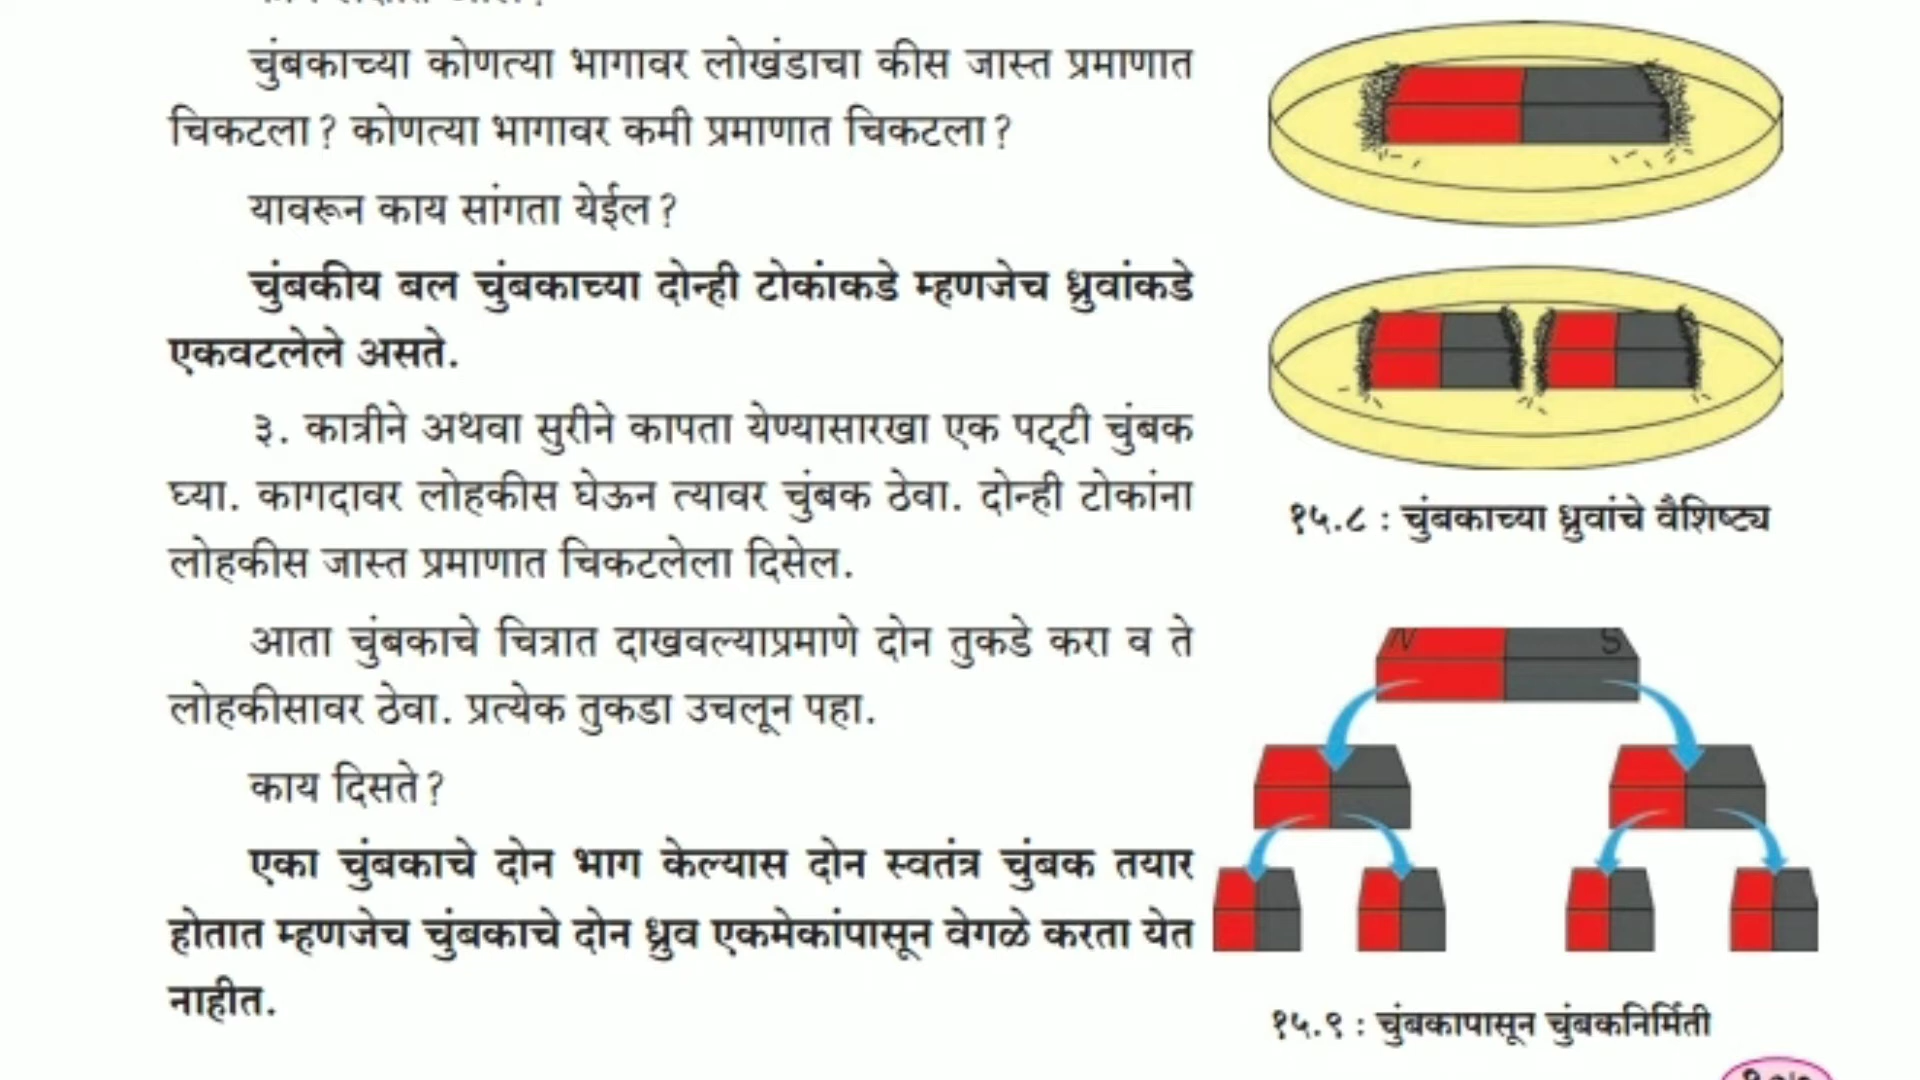 चुंबकाच्या कोणत्या भागावर लोखंडाचा कीस जास्त प्रमाणात
चिकटला? कोणत्या भागावर कमी प्रमाणात चिकटला?
यावरून काय सांगता येईल?
चुंबकीय बल चुंबकाच्या दोन्ही टोकांकडे म्हणजेच ध्रुवांकडे
एकवटलेले असते.
३. कात्रीने अथवा सुरीने कापता येण्यासारखा एक पट्टी चुंबक
घ्या. कागदावर लोहकीस घेऊन त्यावर चुंबक ठेवा. दोन्ही टोकांना
लोहकीस जास्त प्रमाणात चिकटलेला दिसेल.
आता चुंबकाचे चित्रात दाखवल्याप्रमाणे दोन तुकडे करा व ते
लोहकीसावर ठेवा. प्रत्येक तुकडा उचलून पहा.
काय दिसते?
एका चुंबकाचे दोन भाग केल्यास दोन स्वतंत्र चुंबक तयार
होतात म्हणजेच चुंबकाचे दोन ध्रुव एकमेकांपासून वेगळे करता येत
नाहीत.
१५.८ : चुंबकाच्या ध्रुवांचे वैशिष्ट्य
N S
१५.९ : चुंबकापासून चुंबकनिर्मिती